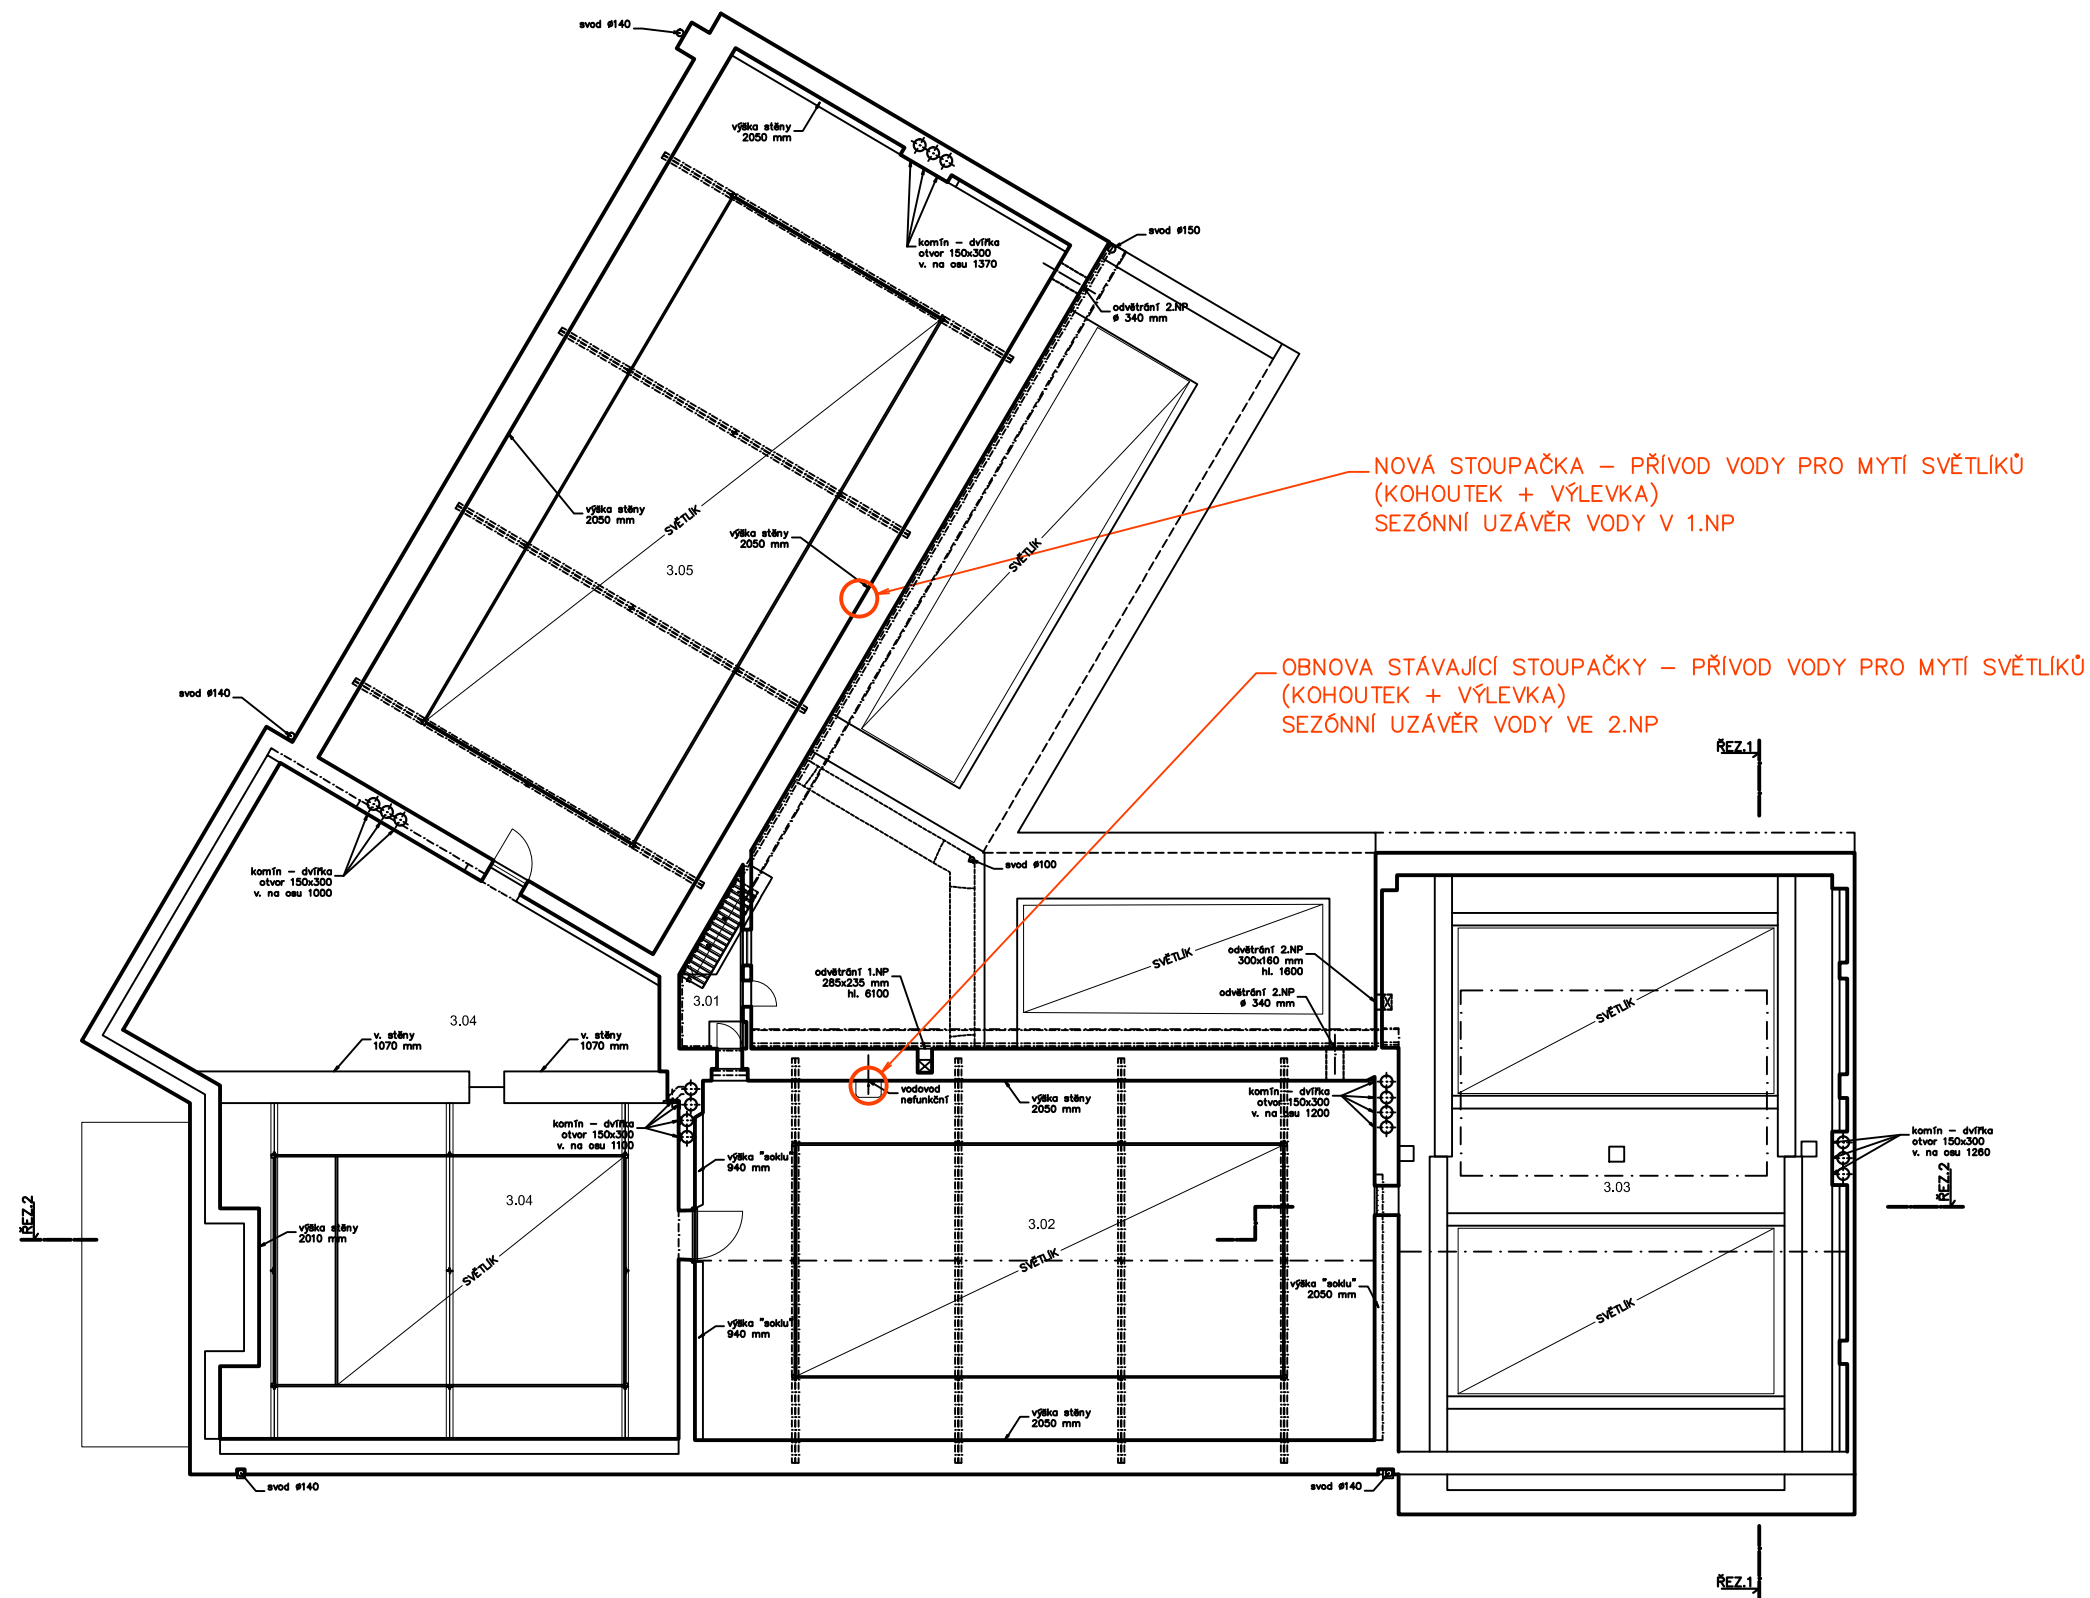 svod ø140
výška stěny
2050 mm
komín – dvířka
otvor 150x300
v. na osu 1370
svod ø150
odvětrání 2.NP
ø 340 mm
NOVÁ STOUPAČKA – PŘÍVOD VODY PRO MYTÍ SVĚTLÍKŮ
(KOHOUTEK + VÝLEVKA)
SEZÓNNÍ UZÁVĚR VODY V 1.NP
výška stěny
2050 mm
SVĚTLÍK
výška stěny
2050 mm
3.05
SVĚTLÍK
OBNOVA STÁVAJÍCÍ STOUPAČKY – PŘÍVOD VODY PRO MYTÍ SVĚTLÍKŮ
(KOHOUTEK + VÝLEVKA)
SEZÓNNÍ UZÁVĚR VODY VE 2.NP
svod ø140
ŘEZ.1
komín – dvířka
otvor 150x300
v. na osu 1000
svod ø100
odvětrání 1.NP
285x235 mm
hl. 6100
SVĚTLÍK
odvětrání 2.NP
300x160 mm
hl. 1600
odvětrání 2.NP
ø 340 mm
SVĚTLÍK
3.01
3.04
v. stěny
1070 mm
v. stěny
1070 mm
vodovod
nefunkční
výška stěny
2050 mm
komín – dvířka
otvor 150x300
v. na osu 1200
komín – dvířka
otvor 150x300
v. na osu 1100
komín – dvířka
otvor 150x300
v. na osu 1260
výška "soklu"
940 mm
3.04
3.02
3.03
ŘEZ.2
ŘEZ.2
výška stěny
2010 mm
SVĚTLÍK
SVĚTLÍK
výška "soklu"
2050 mm
SVĚTLÍK
výška "soklu"
940 mm
výška stěny
2050 mm
svod ø140
svod ø140
ŘEZ.1